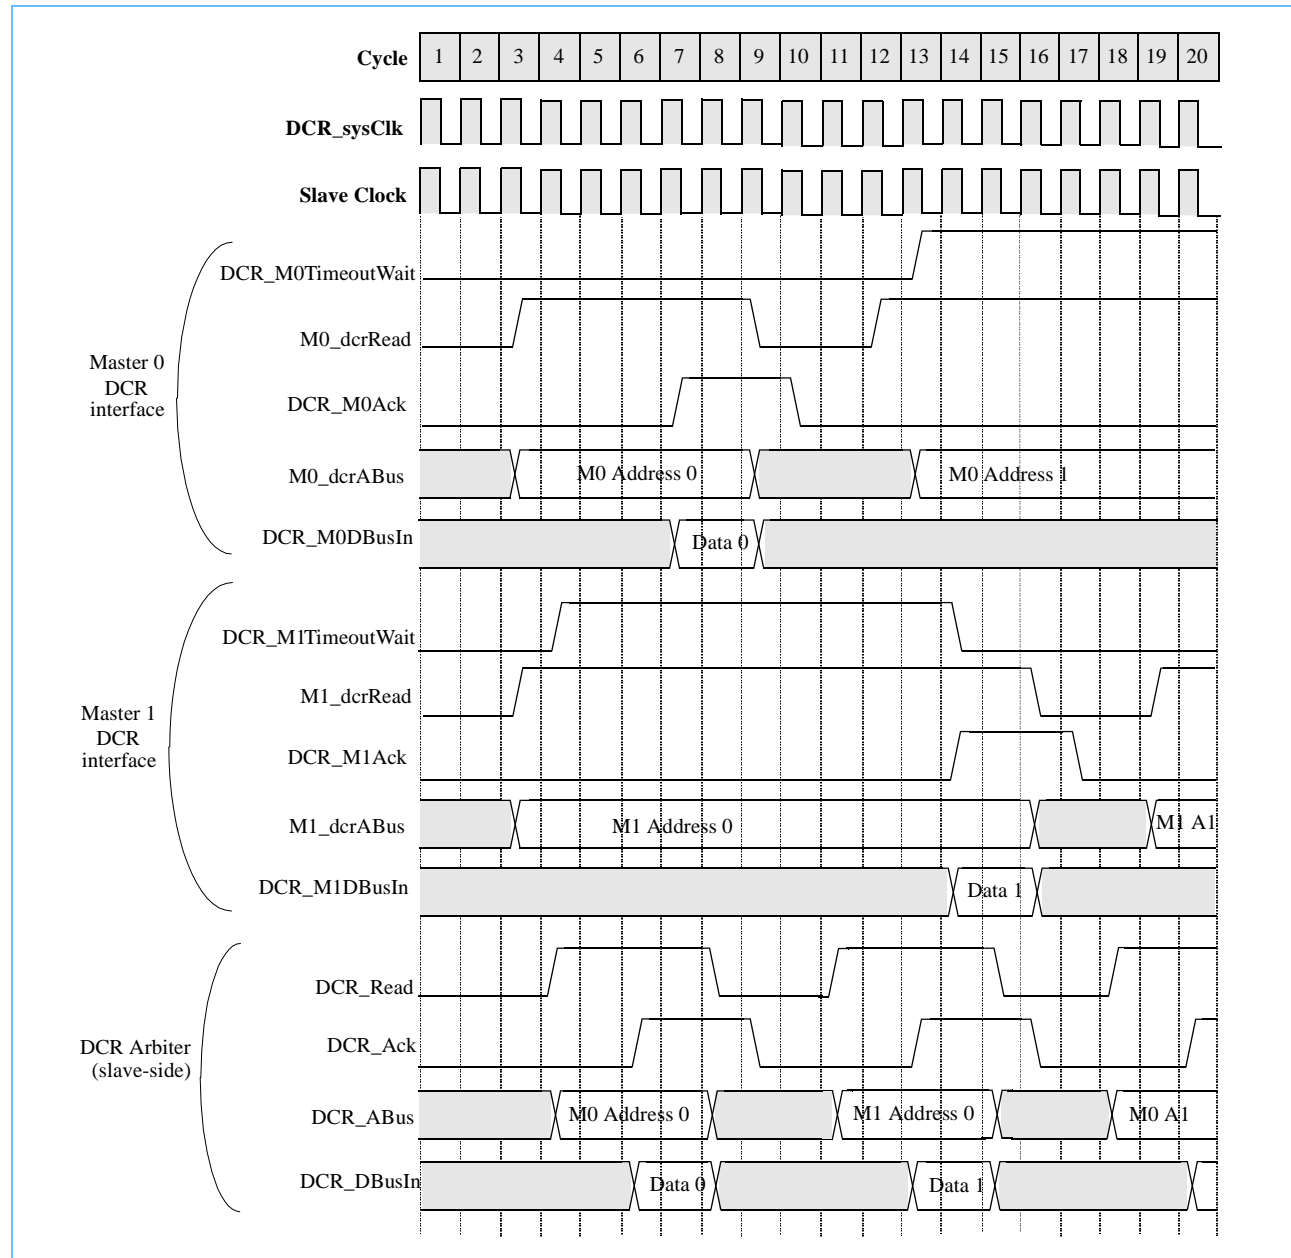 Cycle 1 2 3 4 5 6 7 8 9 10 11 12 13 14 15 16 17 18 19 20
DCR_sysClk
Slave Clock
DCR_M0TimeoutWait
M0_dcrRead
Master 0
DCR
interface
DCR_M0Ack
M0_dcrABus M0 Address 0 M0 Address 1
DCR_M0DBusIn Data 0
DCR_M1TimeoutWait
M1_dcrRead
Master 1
DCR
interface
DCR_M1Ack
M1_dcrABus M1 Address 0 M1 A1
DCR_M1DBusIn Data 1
DCR_Read
DCR_Ack
DCR Arbiter
(slave-side)
DCR_ABus M0 Address 0 M1 Address 0 M0 A1
DCR_DBusIn Data 0 Data 1